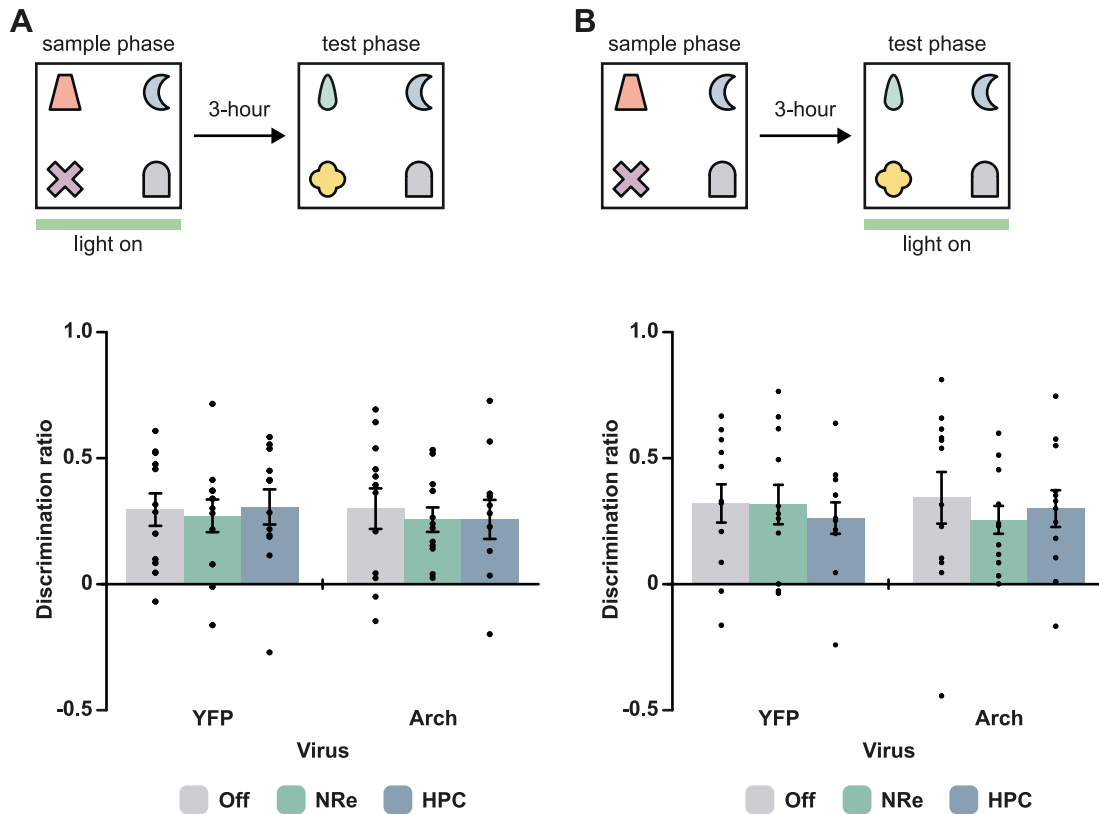 A
sample phase
test phase
3-hour
light on
Discrimination ratio
1.0
0.5
0
-0.5
YFP
Arch
Virus
Off
NRe
HPC
B
sample phase
test phase
3-hour
light on
Discrimination ratio
1.0
0.5
0
-0.5
YFP
Arch
Virus
Off
NRe
HPC